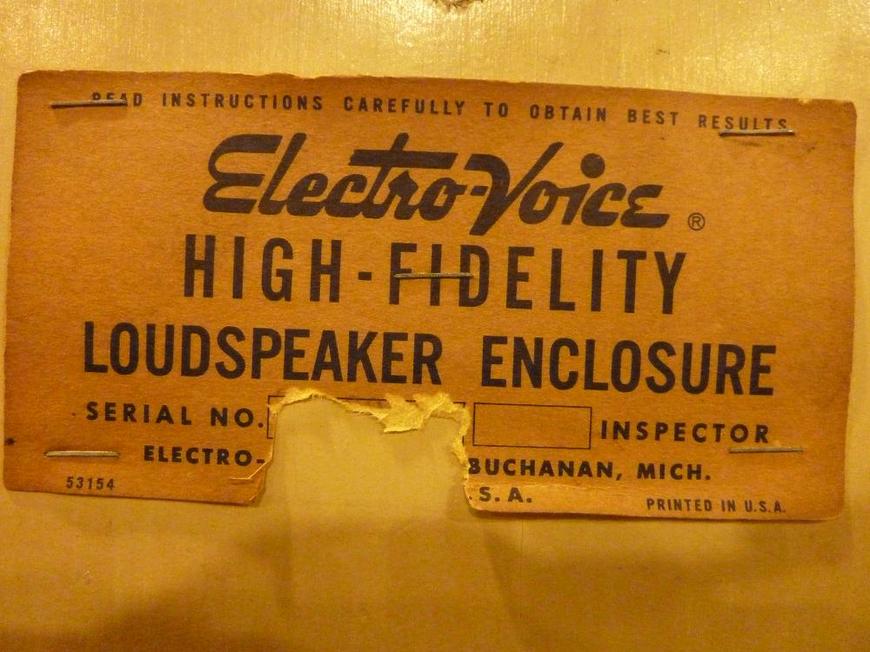 READ INSTRUCTIONS CAREFULLY TO OBTAIN BEST RESULTS
Electro-Voice ®
HIGH-FIDELITY
LOUDSPEAKER ENCLOSURE
SERIAL NO. INSPECTOR
ELECTRO- BUCHANAN, MICH.
53154 S. A. PRINTED IN U.S.A.